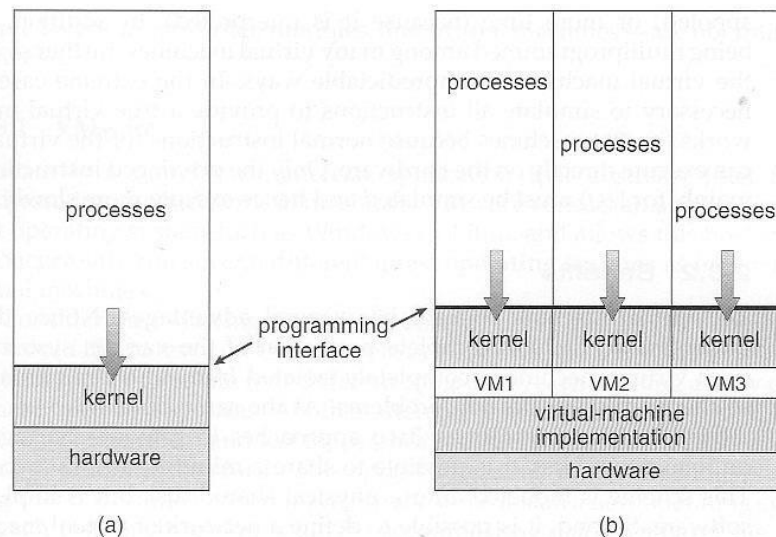 processes
processes
processes
processes
programming
interface
kernel
hardware
kernel
kernel
kernel
VM1
VM2
VM3
virtual-machine
implementation
hardware
(a)
(b)